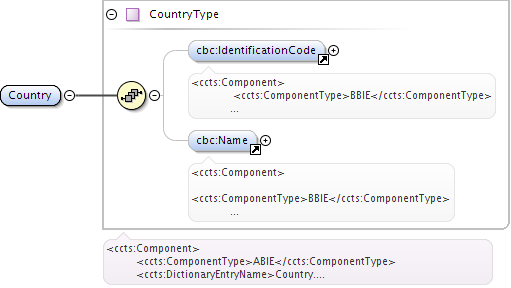 CountryType
cbc:IdentificationCode
<ccts:Component>
<ccts:ComponentType>BBIE</ccts:ComponentType>
...
Country
cbc:Name
<ccts:Component>
<ccts:ComponentType>BBIE</ccts:ComponentType>
...
<ccts:Component>
<ccts:ComponentType>ABIE</ccts:ComponentType>
<ccts:DictionaryEntryName>Country....